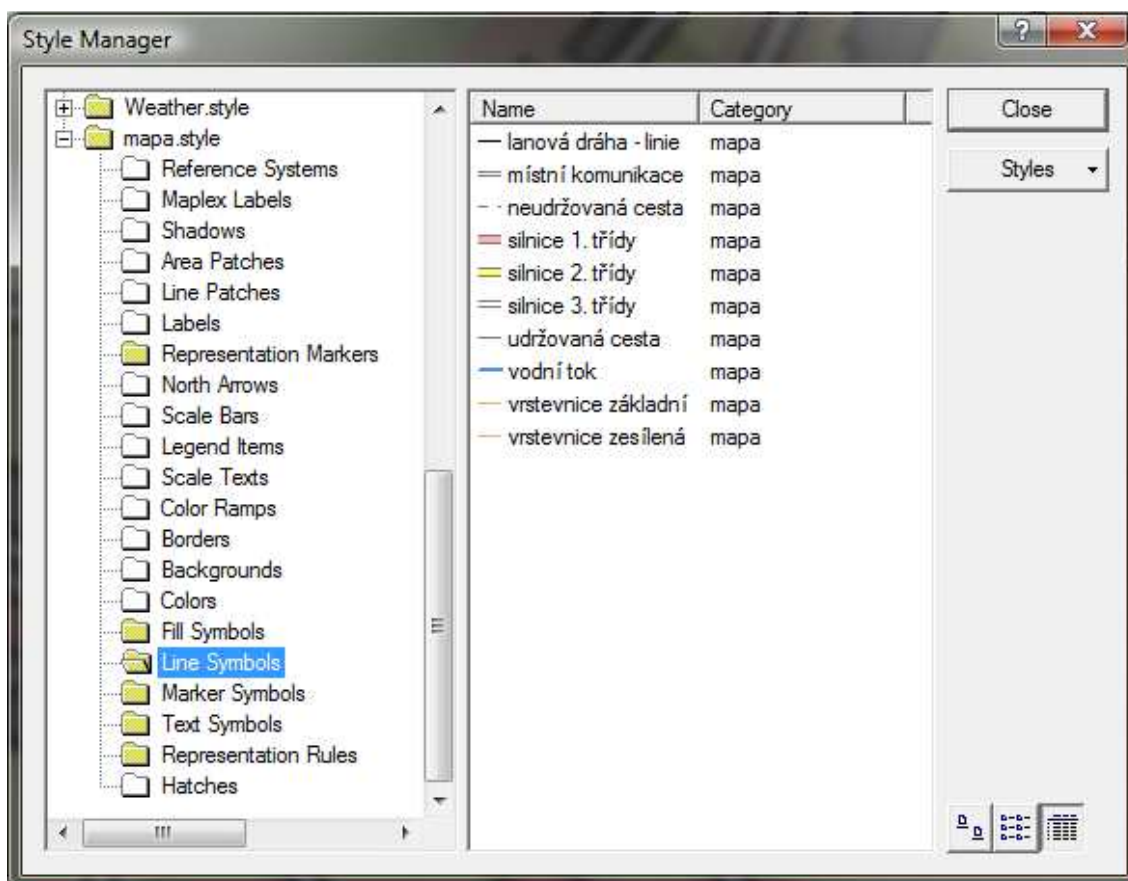 Style Manager
Weather.style
mapa.style
Reference Systems
Maplex Labels
Shadows
Area Patches
Line Patches
Labels
Representation Markers
North Arrows
Scale Bars
Legend Items
Scale Texts
Color Ramps
Borders
Backgrounds
Colors
Fill Symbols
Line Symbols
Marker Symbols
Text Symbols
Representation Rules
Hatches
Name Category
lanová dráha - linie mapa
místní komunikace mapa
neudržovaná cesta mapa
silnice 1. třídy mapa
silnice 2. třídy mapa
silnice 3. třídy mapa
udržovaná cesta mapa
vodní tok mapa
vrstevnice základní mapa
vrstevnice zesílená mapa
Close
Styles